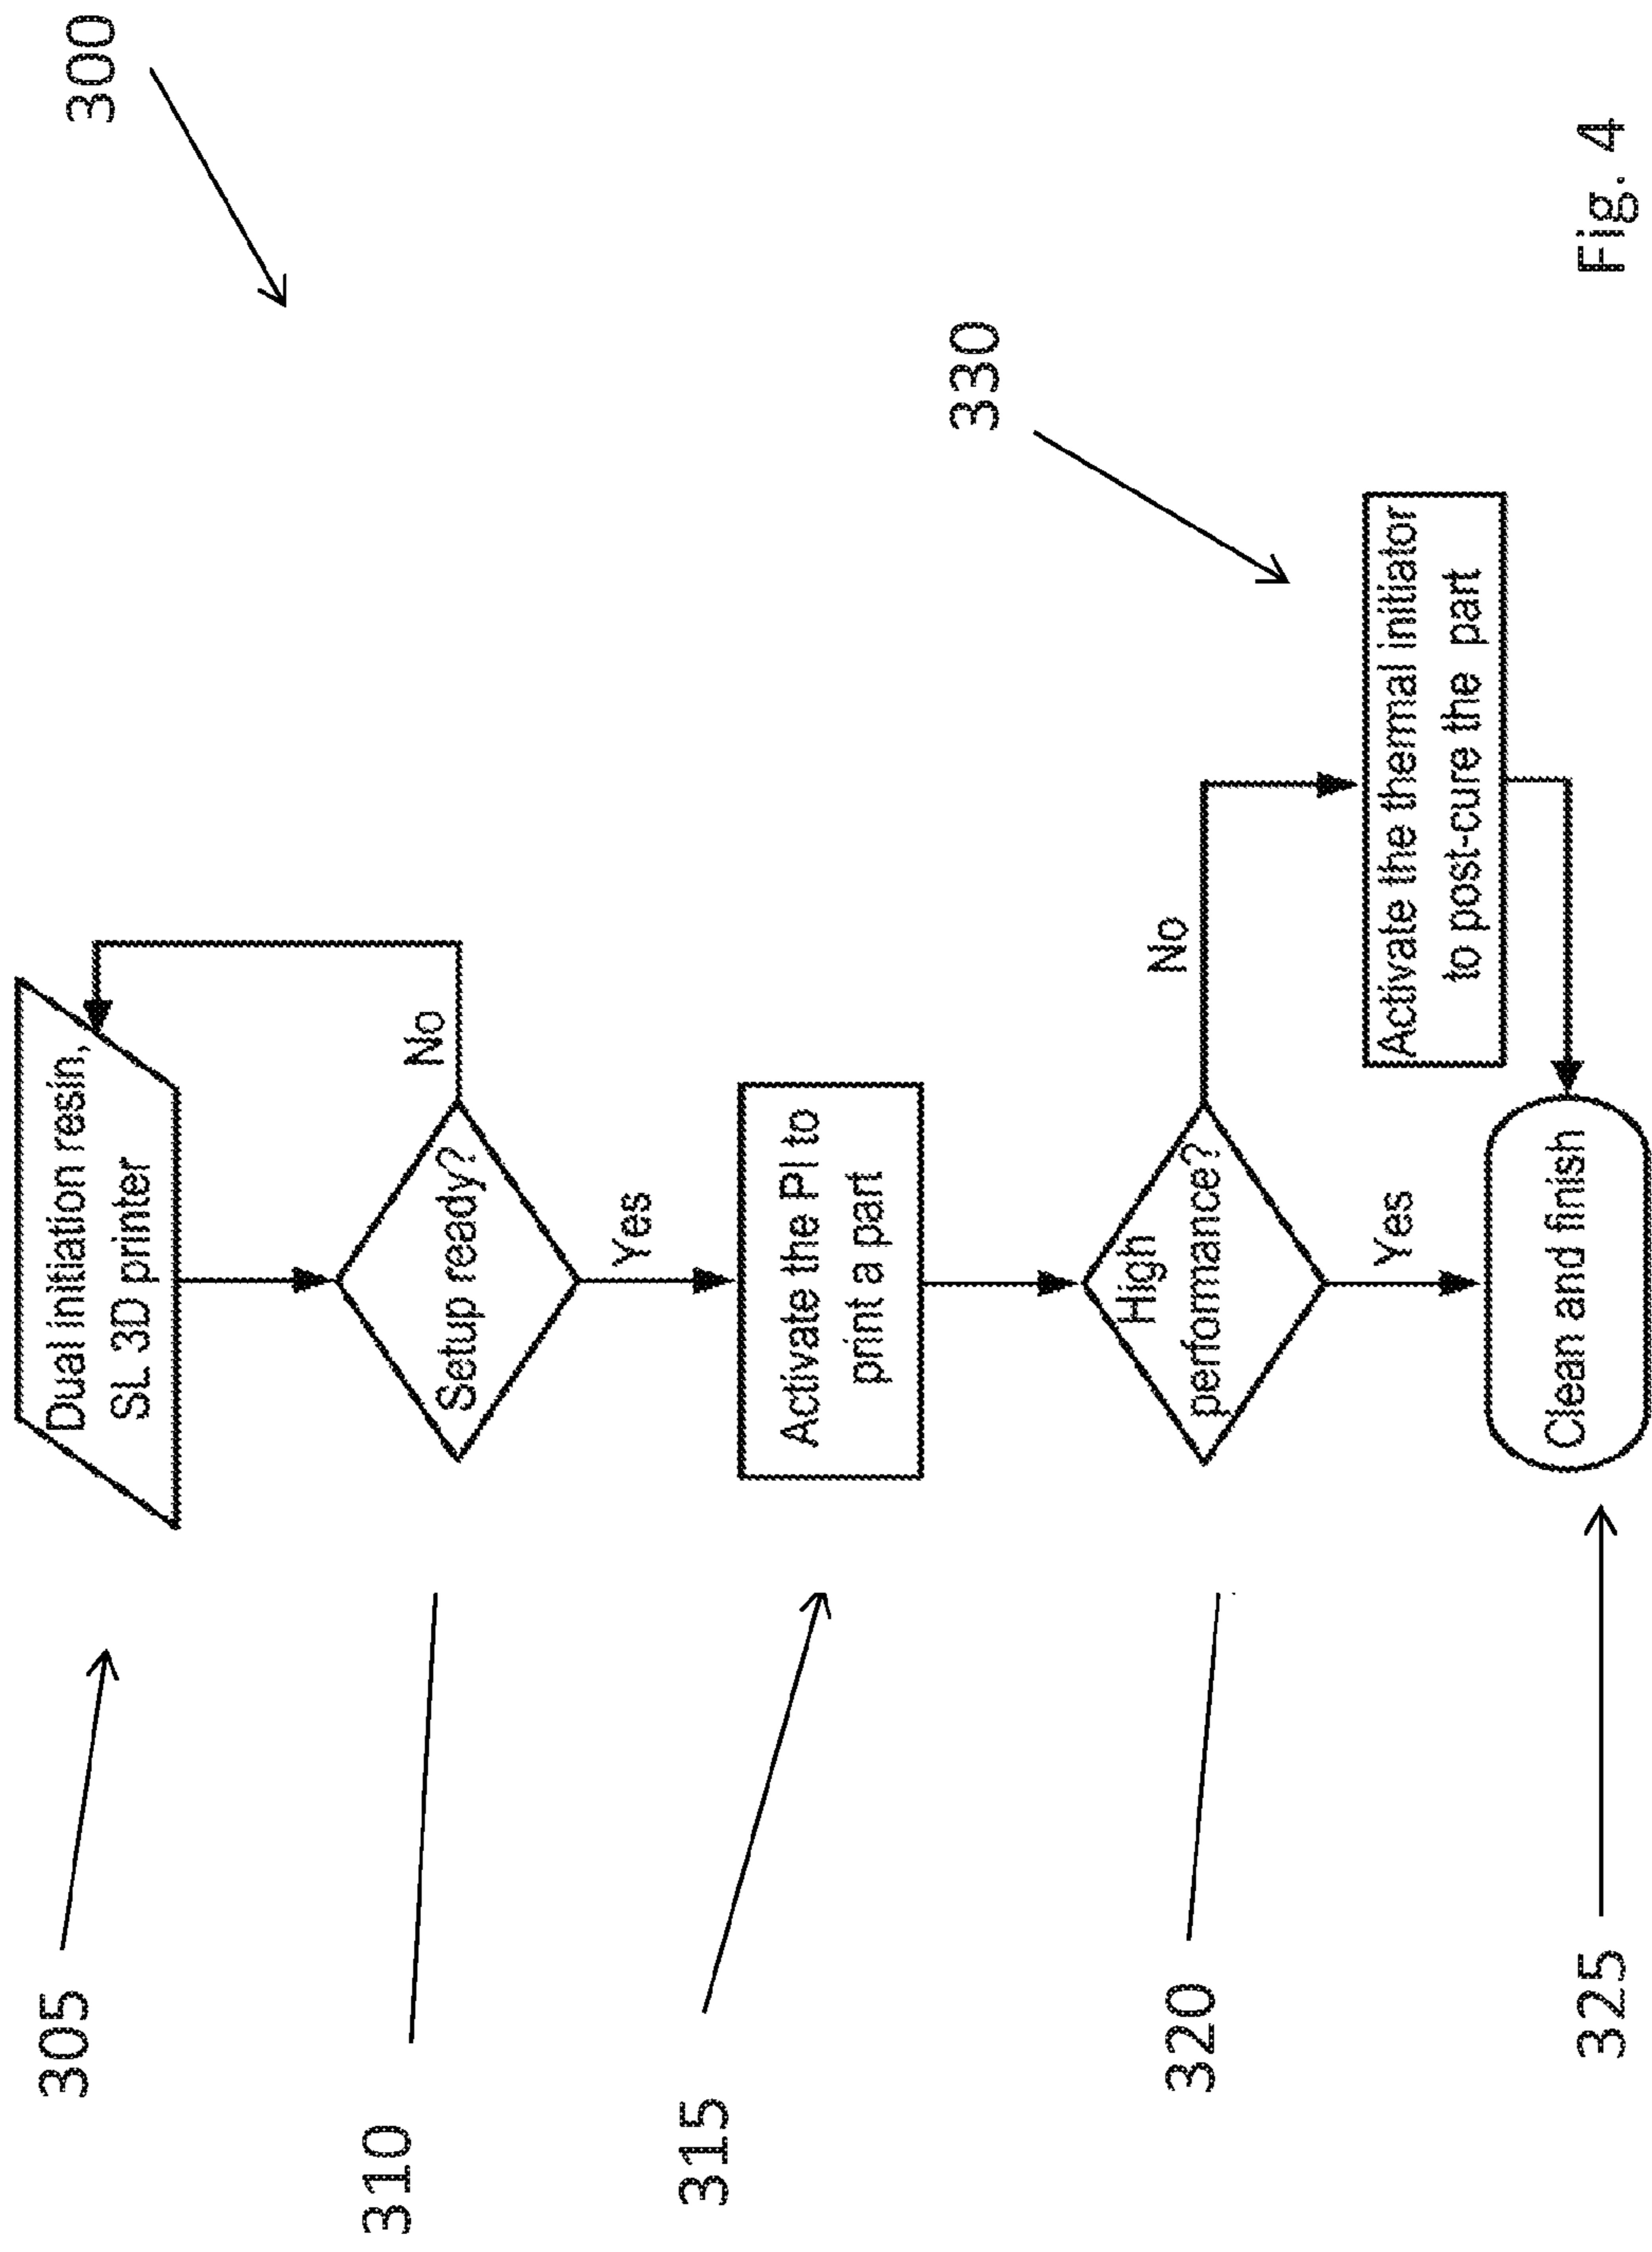 300
305
Dual initiation resin,
SL 3D printer
No
310
Setup ready?
Yes
315
Activate the PI to
print a part
320
High
performance?
No
Yes
330
Activate the thermal initiator
to post-cure the part
325
Clean and finish
Fig. 4